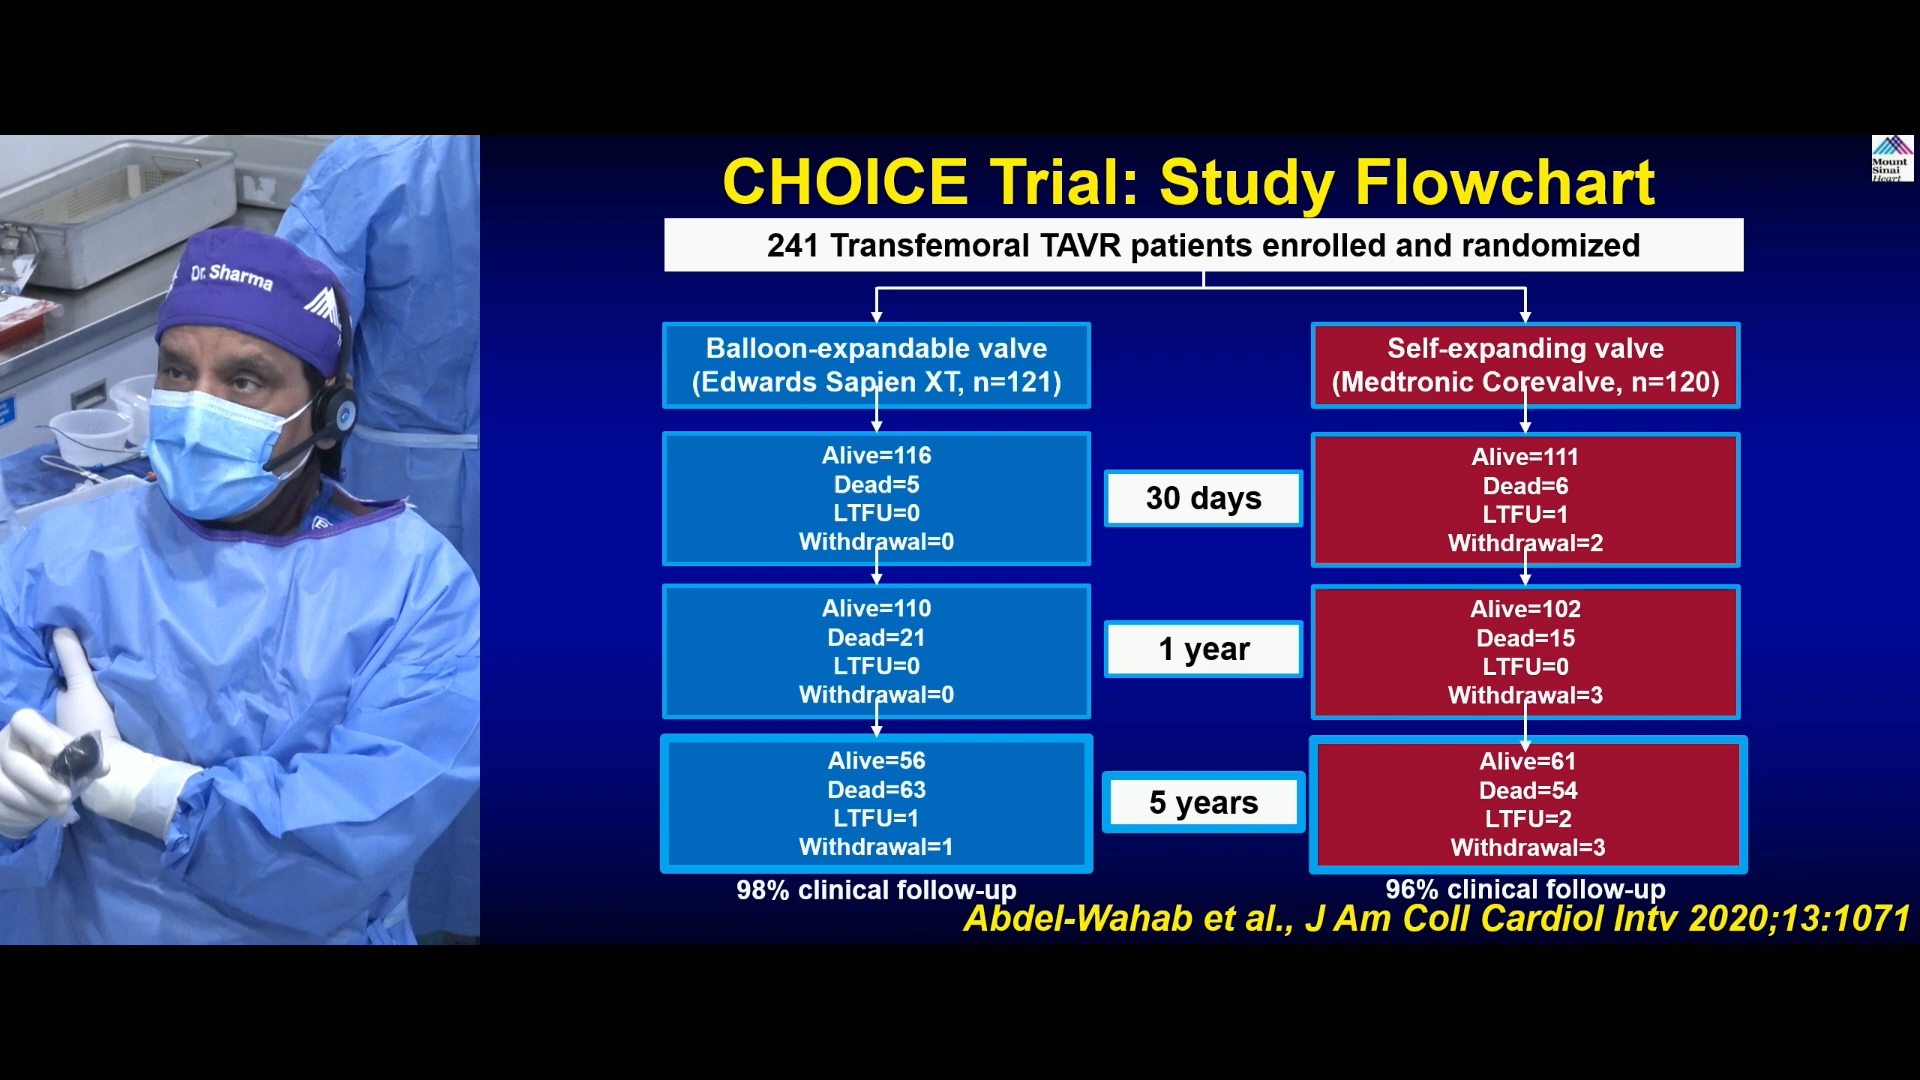 Dr. Sharma
Mount
Sinai
Heart
CHOICE Trial: Study Flowchart
241 Transfemoral TAVR patients enrolled and randomized
Balloon-expandable valve
(Edwards Sapien XT, n=121)
Self-expanding valve
(Medtronic Corevalve, n=120)
Alive=116
Dead=5
LTFU=0
Withdrawal=0
30 days
Alive=111
Dead=6
LTFU=1
Withdrawal=2
Alive=110
Dead=21
LTFU=0
Withdrawal=0
1 year
Alive=102
Dead=15
LTFU=0
Withdrawal=3
Alive=56
Dead=63
LTFU=1
Withdrawal=1
5 years
Alive=61
Dead=54
LTFU=2
Withdrawal=3
98% clinical follow-up
96% clinical follow-up
Abdel-Wahab et al., J Am Coll Cardiol Intv 2020;13:1071